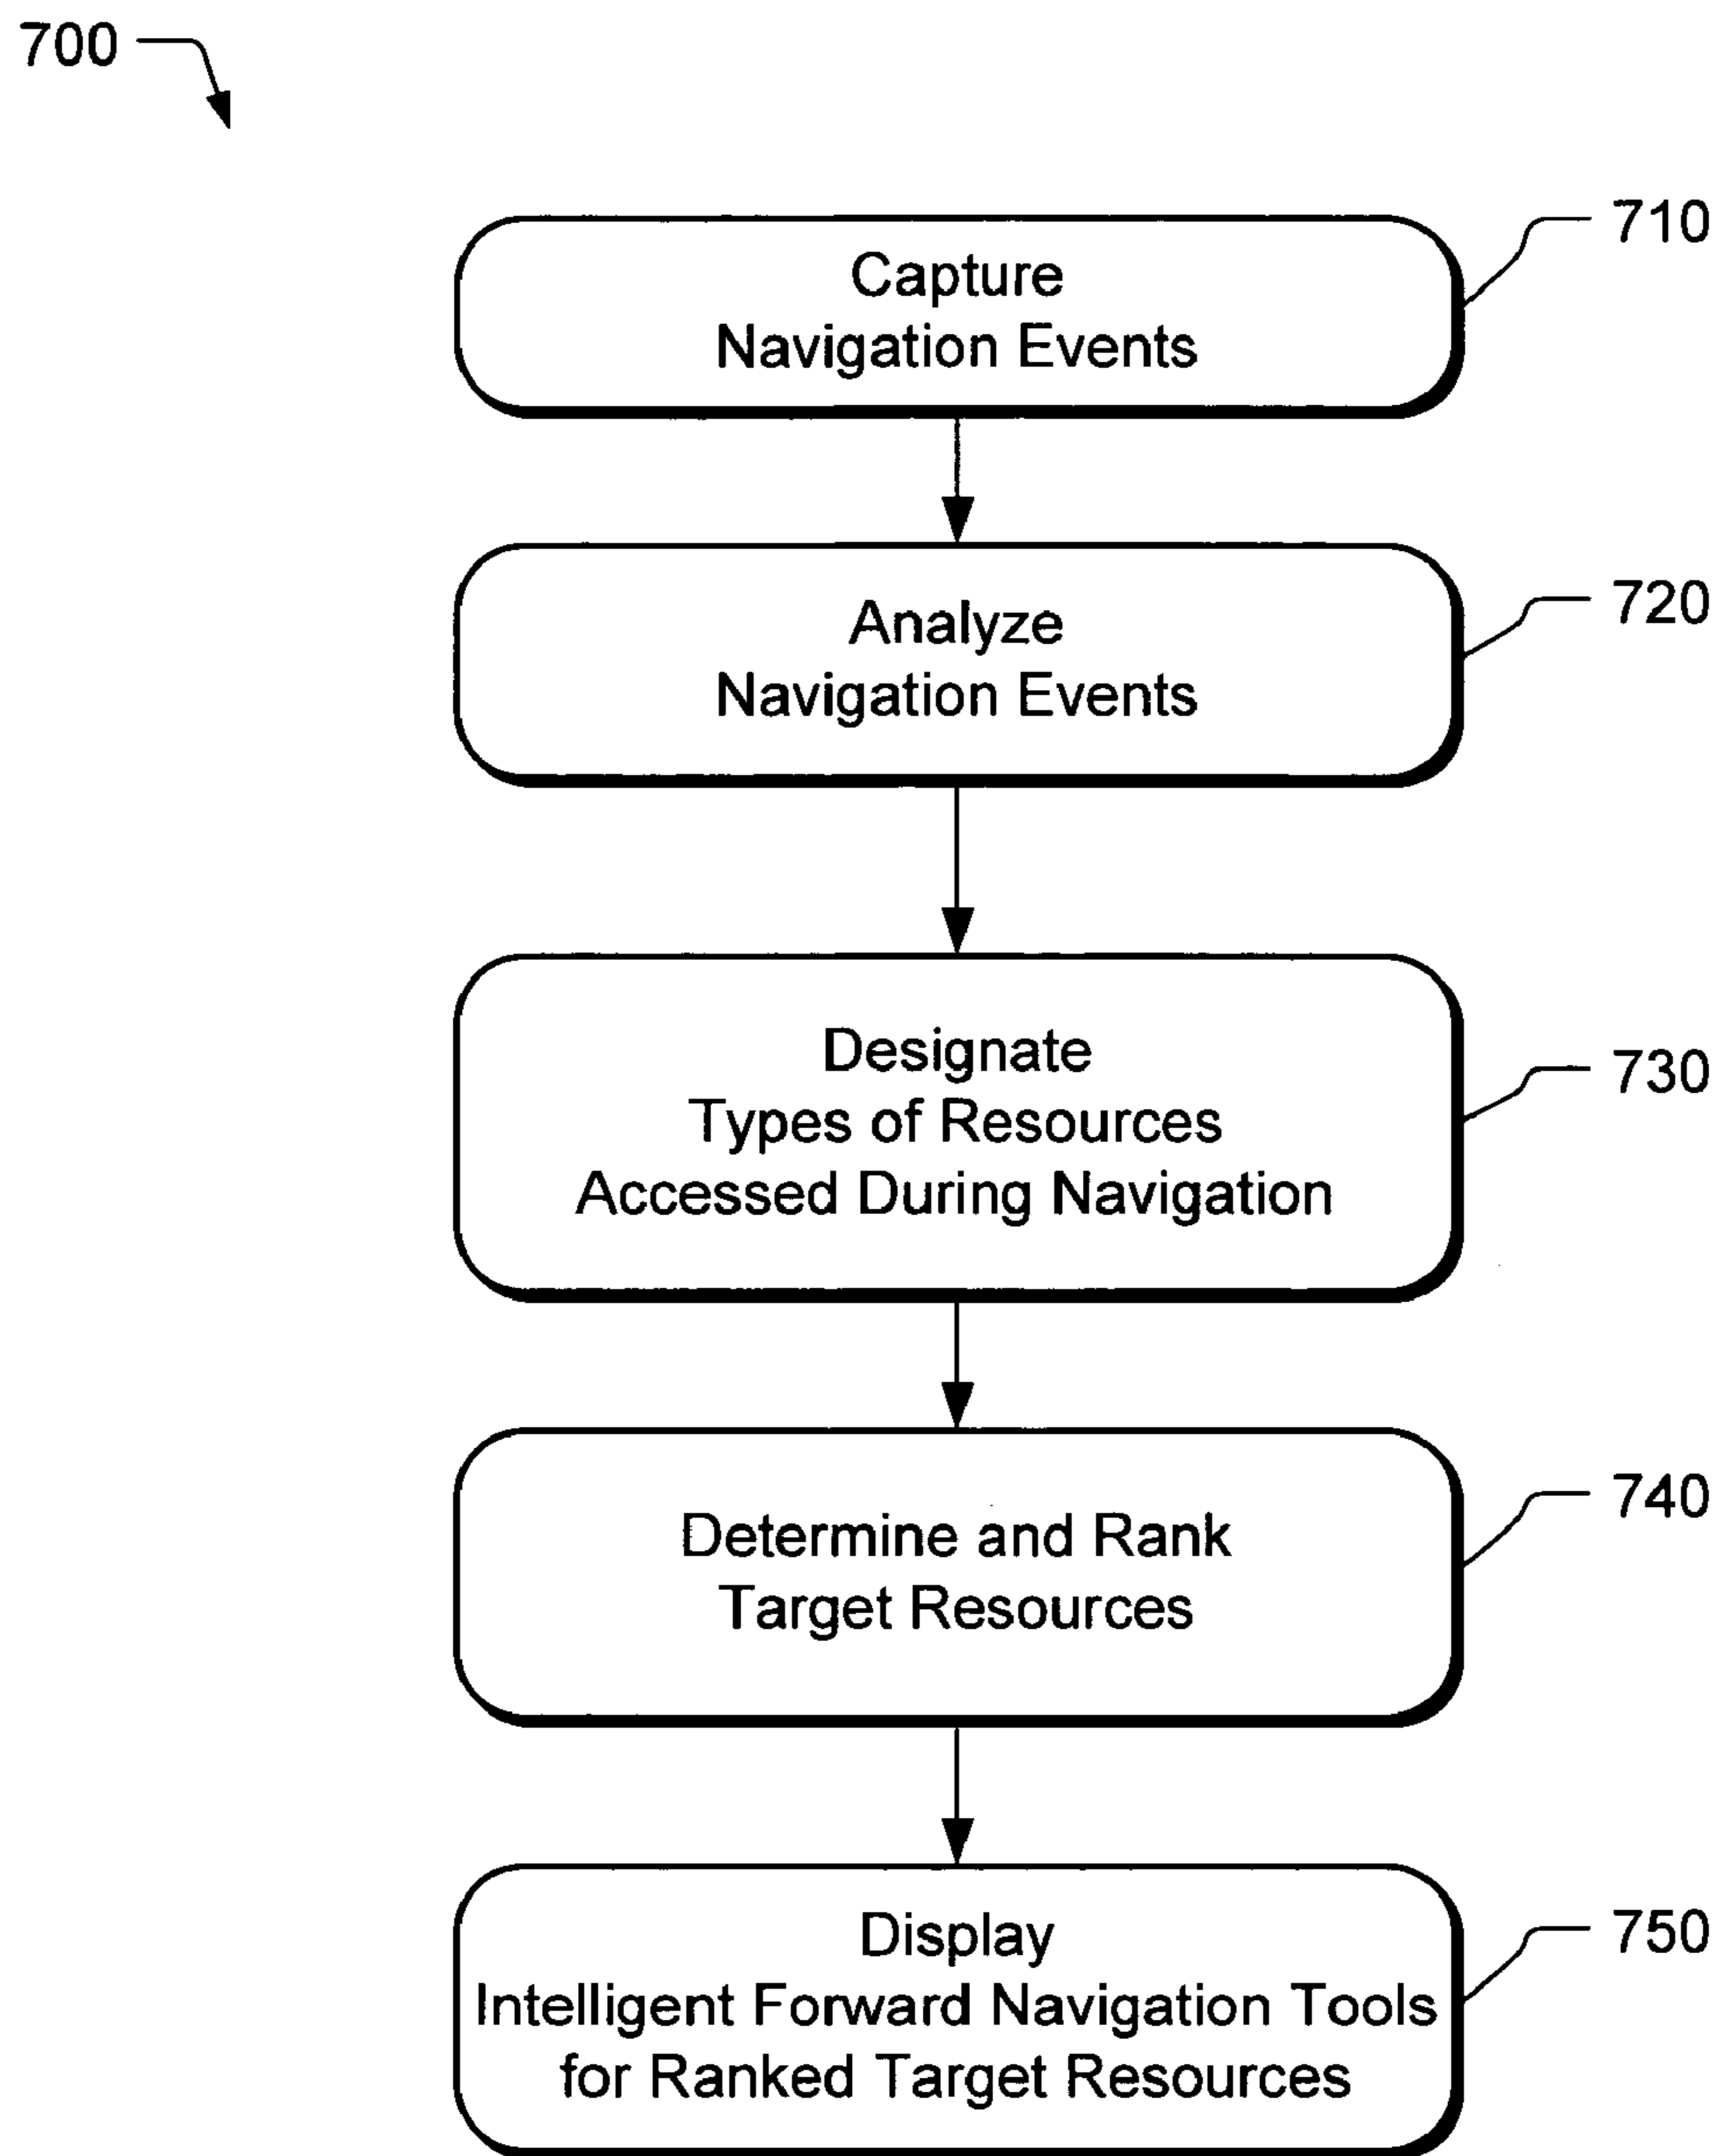 700
710
Capture
Navigation Events
720
Analyze
Navigation Events
730
Designate
Types of Resources
Accessed During Navigation
740
Determine and Rank
Target Resources
750
Display
Intelligent Forward Navigation Tools
for Ranked Target Resources